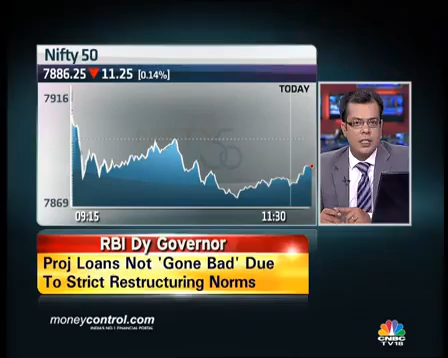 Nifty 50
7886.25 ▼ 11.25 [0.14%]
TODAY
7916
7869
09:15 11:30
RBI Dy Governor
Proj Loans Not 'Gone Bad' Due
To Strict Restructuring Norms
moneycontrol.com
INDIA'S NO.1 FINANCIAL PORTAL
CNBC
TV18